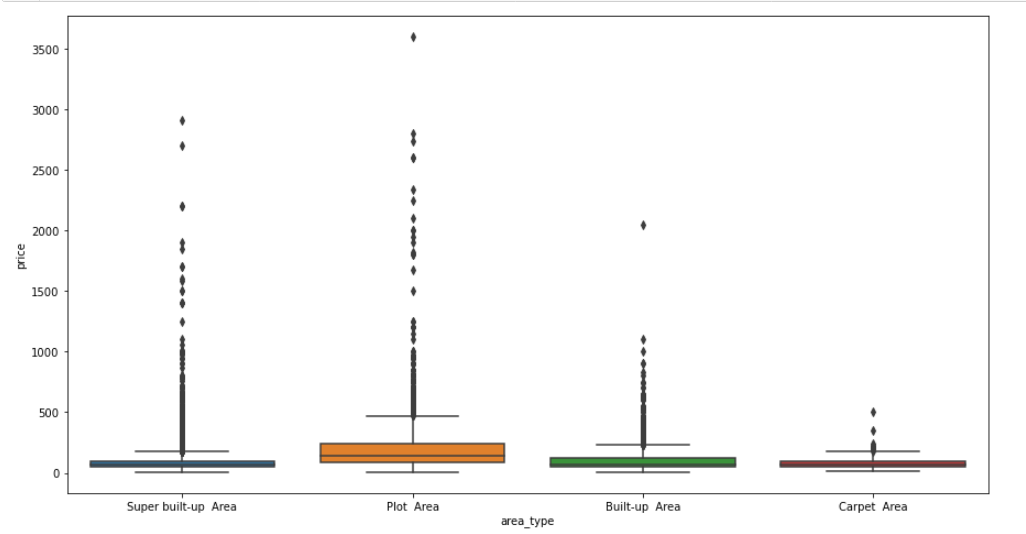 3500
3000
2500
2000
1500
1000
500
0
price
Super built-up  Area
Plot  Area
Built-up  Area
Carpet  Area
area_type